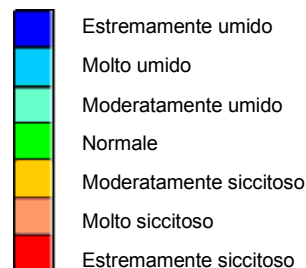 Estremamente umido
Molto umido
Moderatamente umido
Normale
Moderatamente siccitoso
Molto siccitoso
Estremamente siccitoso